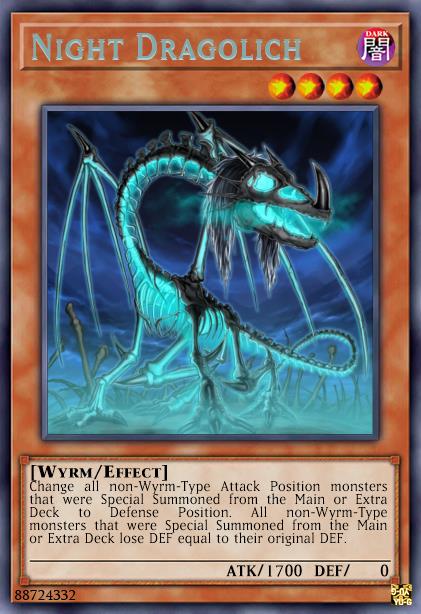 Night Dragolich
DARK
闇
[Wyrm/Effect]
Change all non-Wyrm-Type Attack Position monsters
that were Special Summoned from the Main or Extra
Deck to Defense Position. All non-Wyrm-Type
monsters that were Special Summoned from the Main
or Extra Deck lose DEF equal to their original DEF.
ATK/1700 DEF/ 0
88724332